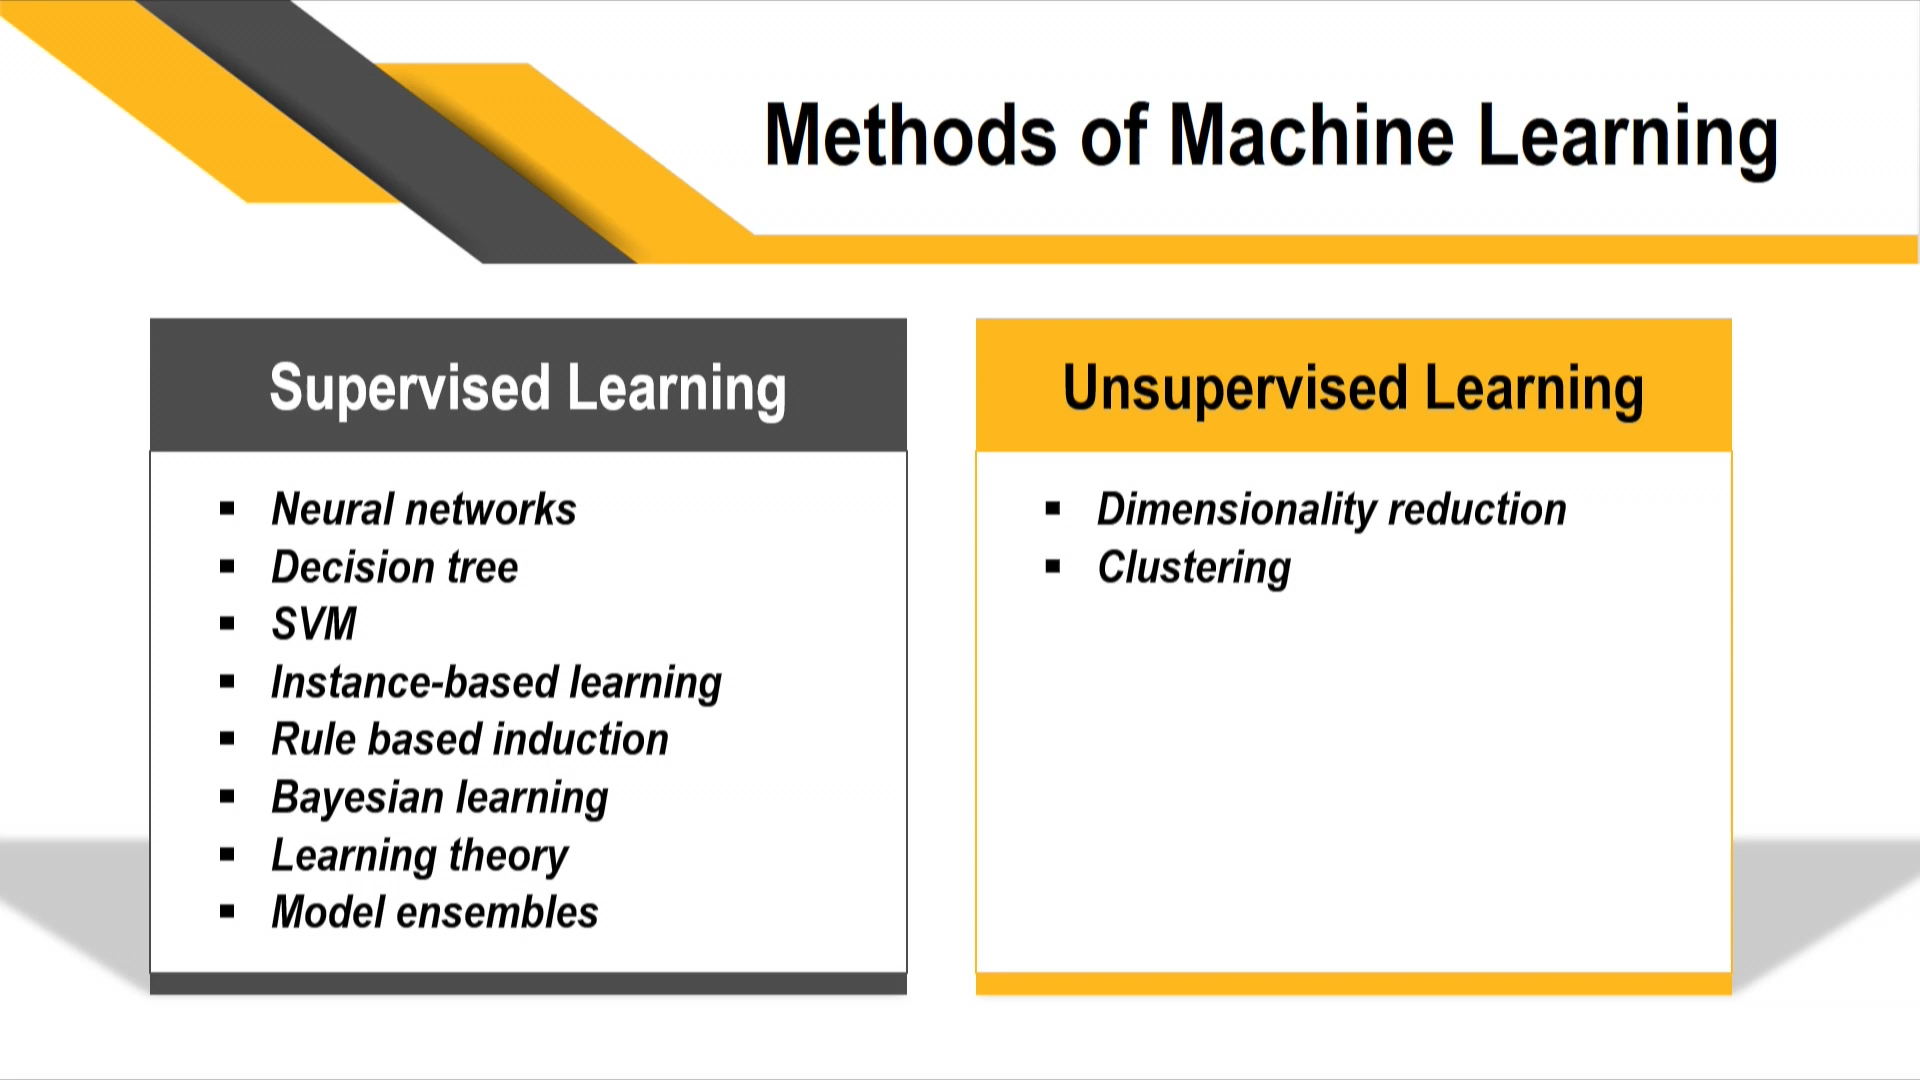 Methods of Machine Learning
Supervised Learning
▪ Neural networks
▪ Decision tree
▪ SVM
▪ Instance-based learning
▪ Rule based induction
▪ Bayesian learning
▪ Learning theory
▪ Model ensembles
Unsupervised Learning
▪ Dimensionality reduction
▪ Clustering